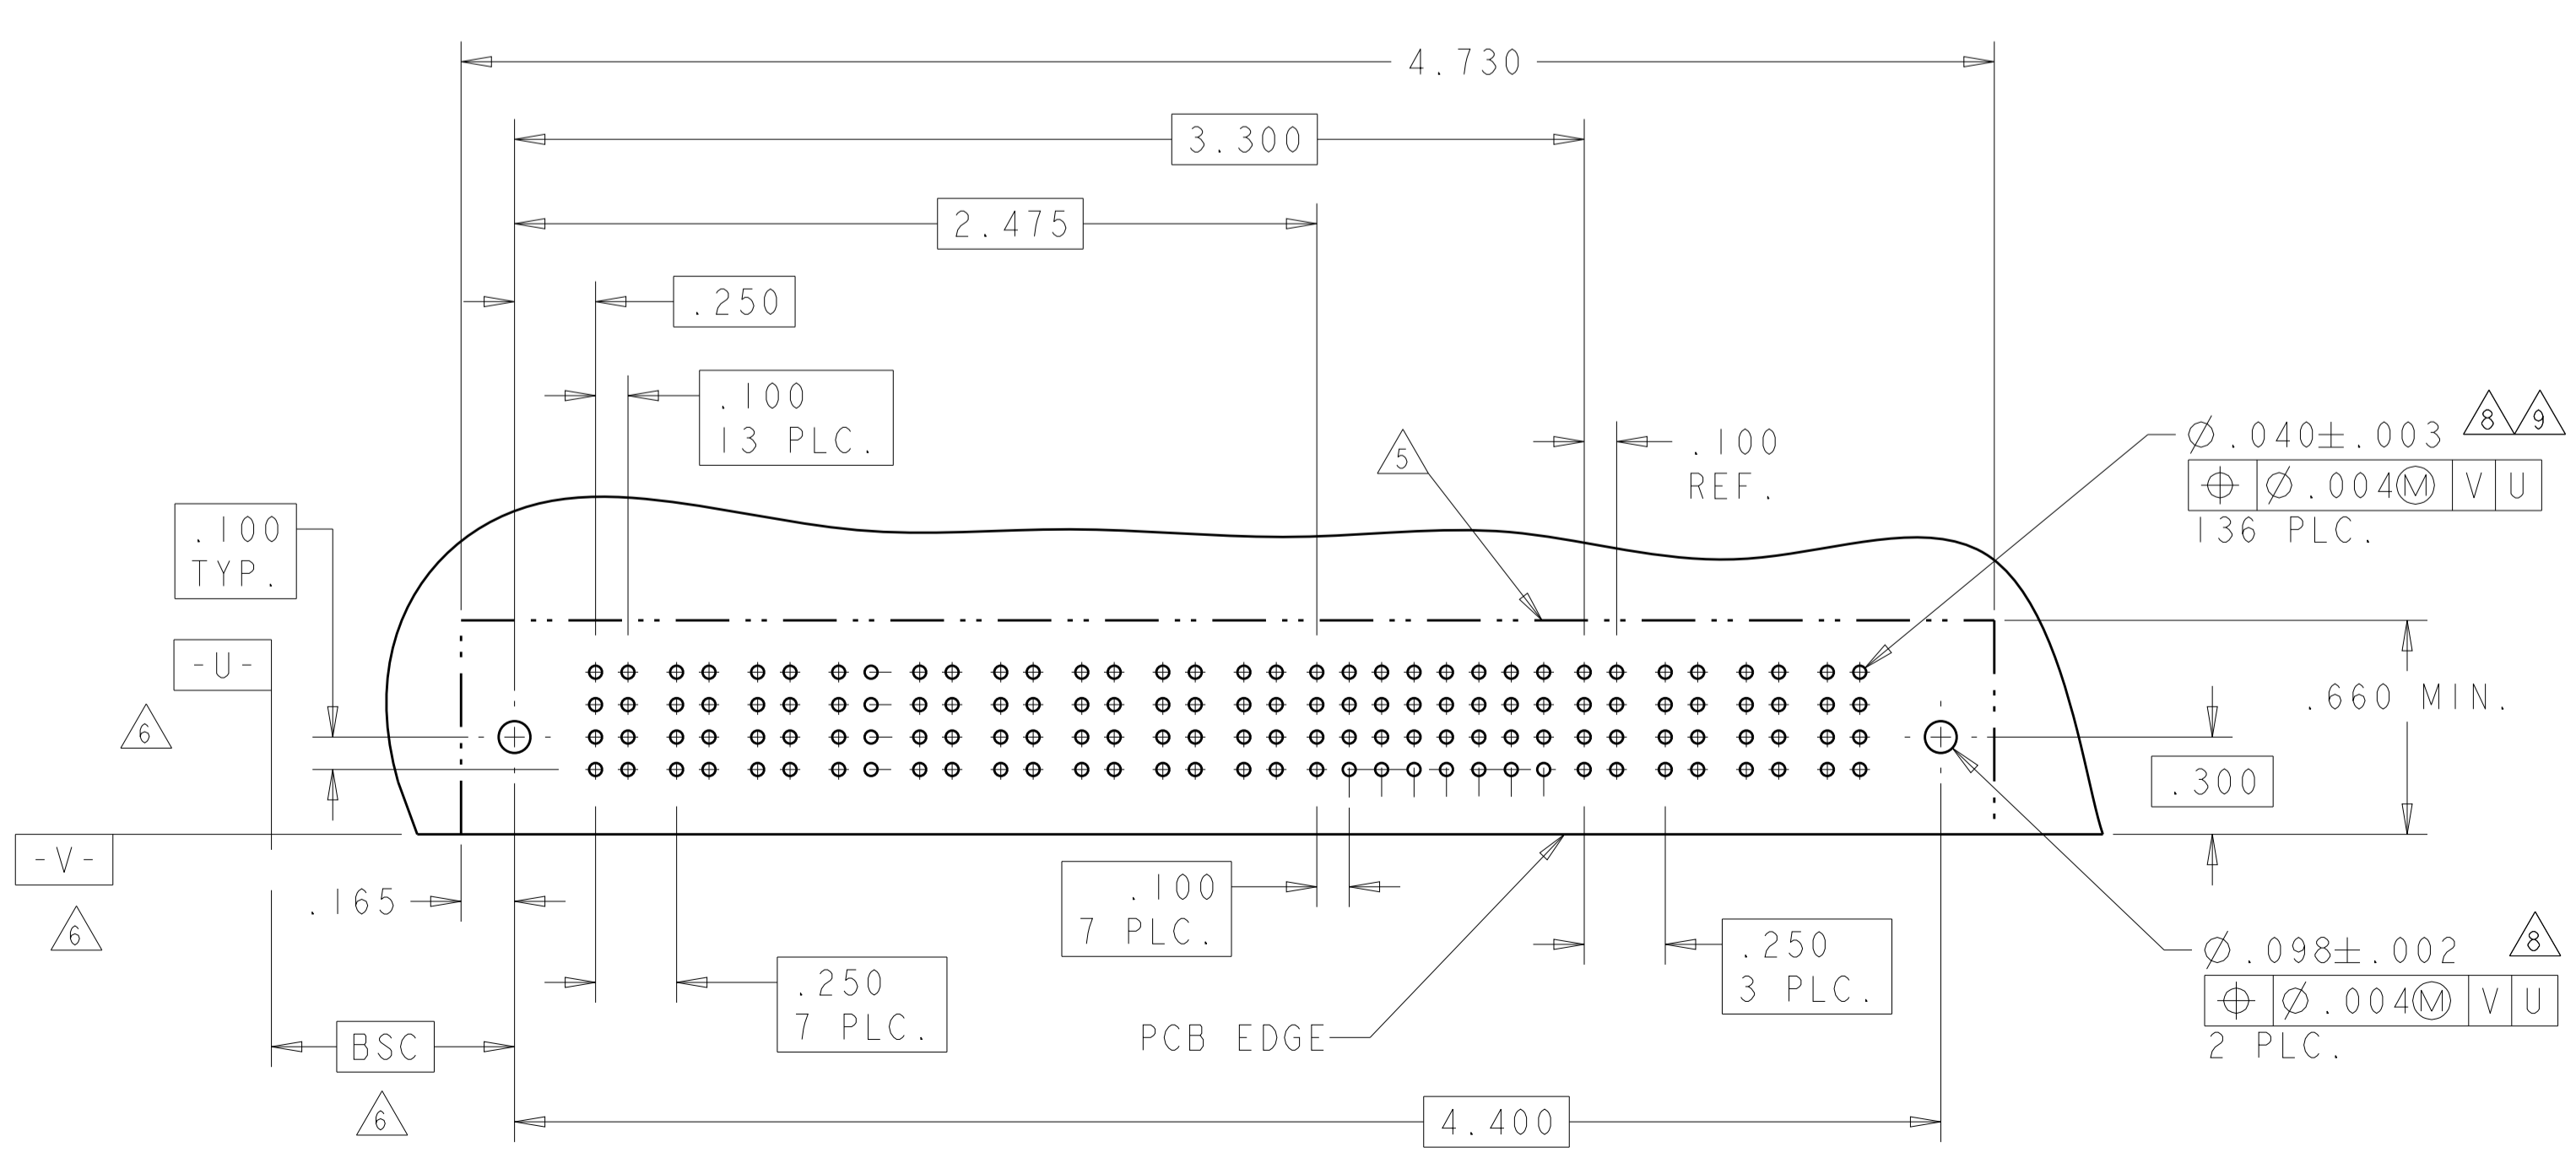 4.730
3.300
2.475
.250
.100
13 PLC.
.100
REF.
5
8 9
Ø.040±.003
⌖ Ø.004Ⓜ V U
136 PLC.
.100
TYP.
-U-
6
.660 MIN.
.300
-V-
6
.165
.100
7 PLC.
.250
3 PLC.
.250
7 PLC.
PCB EDGE
8
Ø.098±.002
⌖ Ø.004Ⓜ V U
2 PLC.
BSC
6
4.400